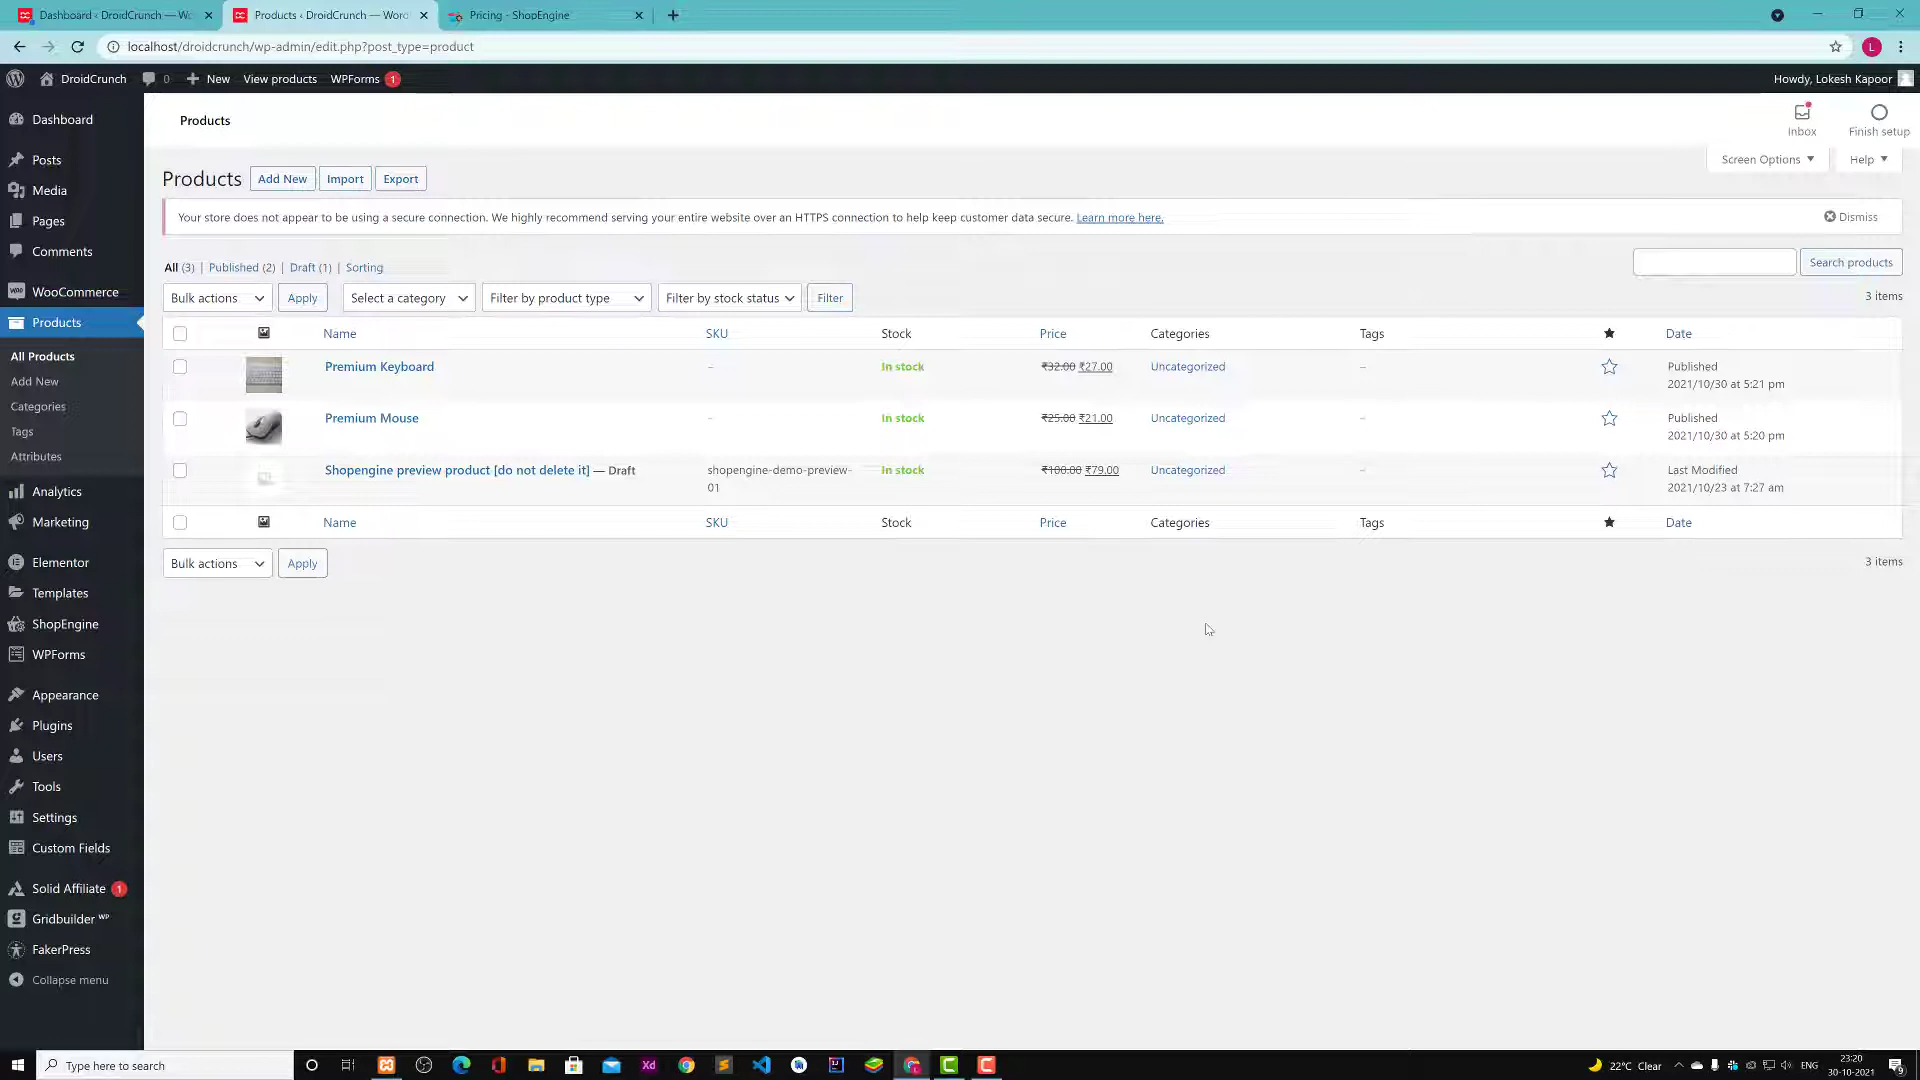 Dashboard ‹ DroidCrunch — Wo
Products ‹ DroidCrunch — Wor
Pricing - ShopEngine
localhost/droidcrunch/wp-admin/edit.php?post_type=product
L
DroidCrunch
0
New
View products
WPForms
1
Howdy, Lokesh Kapoor
Dashboard
Posts
Media
Pages
Comments
WooCommerce
Products
All Products
Add New
Categories
Tags
Attributes
Analytics
Marketing
Elementor
Templates
ShopEngine
WPForms
Appearance
Plugins
Users
Tools
Settings
Custom Fields
Solid Affiliate 1
Gridbuilder ᵂᴾ
FakerPress
Collapse menu
Products
Inbox
Finish setup
Screen Options
Help
Products
Add New
Import
Export
Your store does not appear to be using a secure connection. We highly recommend serving your entire website over an HTTPS connection to help keep customer data secure. Learn more here.
Dismiss
All (3) | Published (2) | Draft (1) | Sorting
Search products
Bulk actions
Apply
Select a category
Filter by product type
Filter by stock status
Filter
3 items
Name SKU Stock Price Categories Tags Date
Premium Keyboard – In stock ₹32.00 ₹27.00 Uncategorized – Published
2021/10/30 at 5:21 pm
Premium Mouse – In stock ₹25.00 ₹21.00 Uncategorized – Published
2021/10/30 at 5:20 pm
Shopengine preview product [do not delete it] — Draft shopengine-demo-preview- In stock ₹100.00 ₹79.00 Uncategorized – Last Modified
01 2021/10/23 at 7:27 am
Name SKU Stock Price Categories Tags Date
Bulk actions
Apply
3 items
Type here to search
Xd
22°C Clear
ENG
23:20
30-10-2021